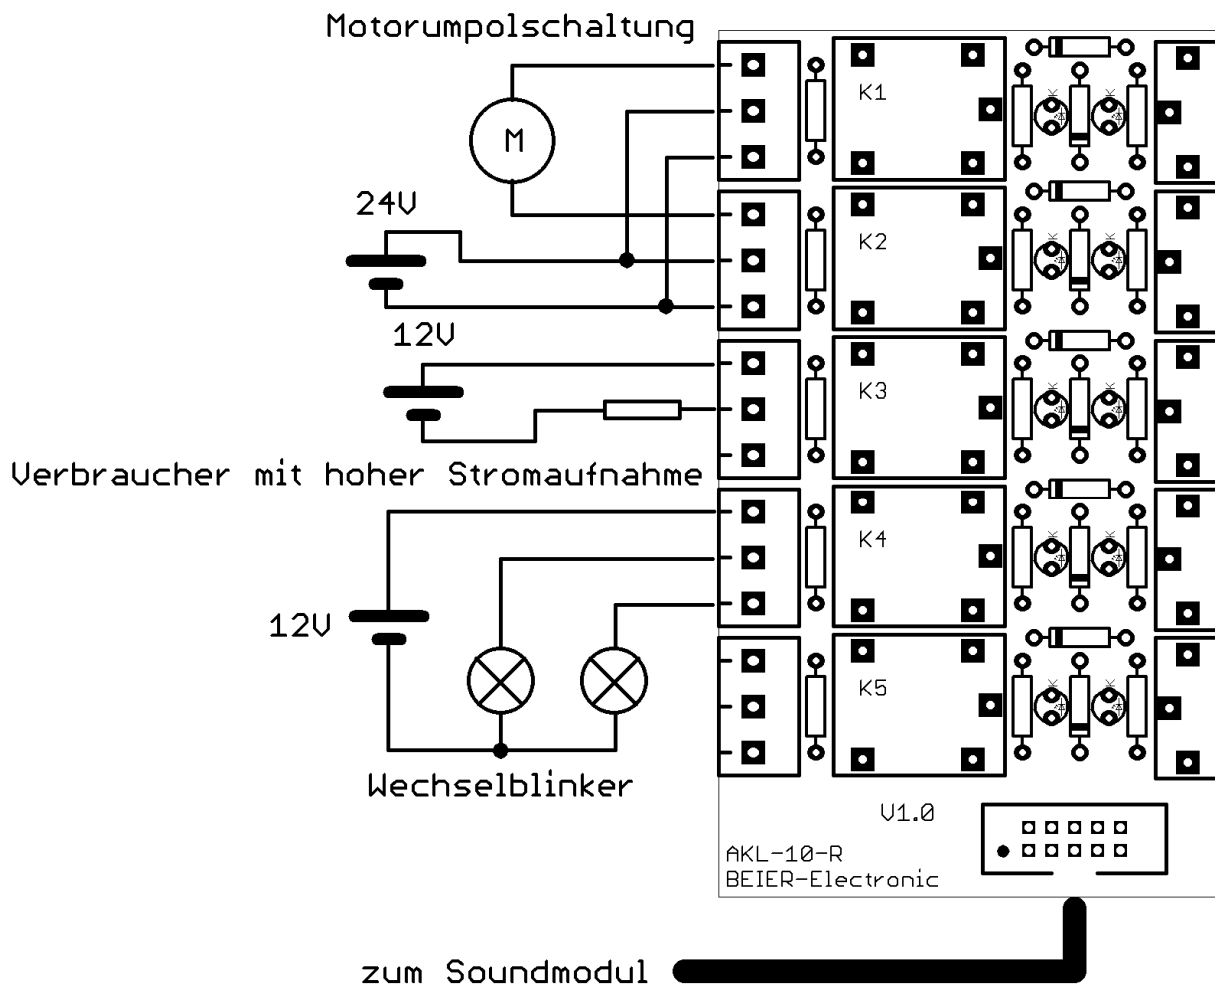 Motorumpolschaltung
K1
M
24V
K2
12V
K3
Verbraucher mit hoher Stromaufnahme
K4
12V
K5
Wechselblinker
V1.0
AKL-10-R
BEIER-Electronic
zum Soundmodul